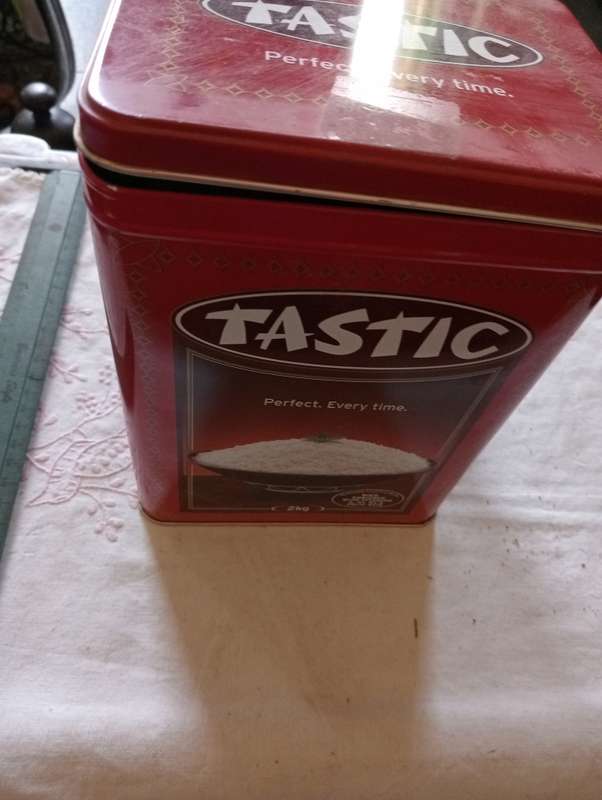 TASTIC
Perfect. Every time.
TASTIC
Perfect. Every time.
2kg